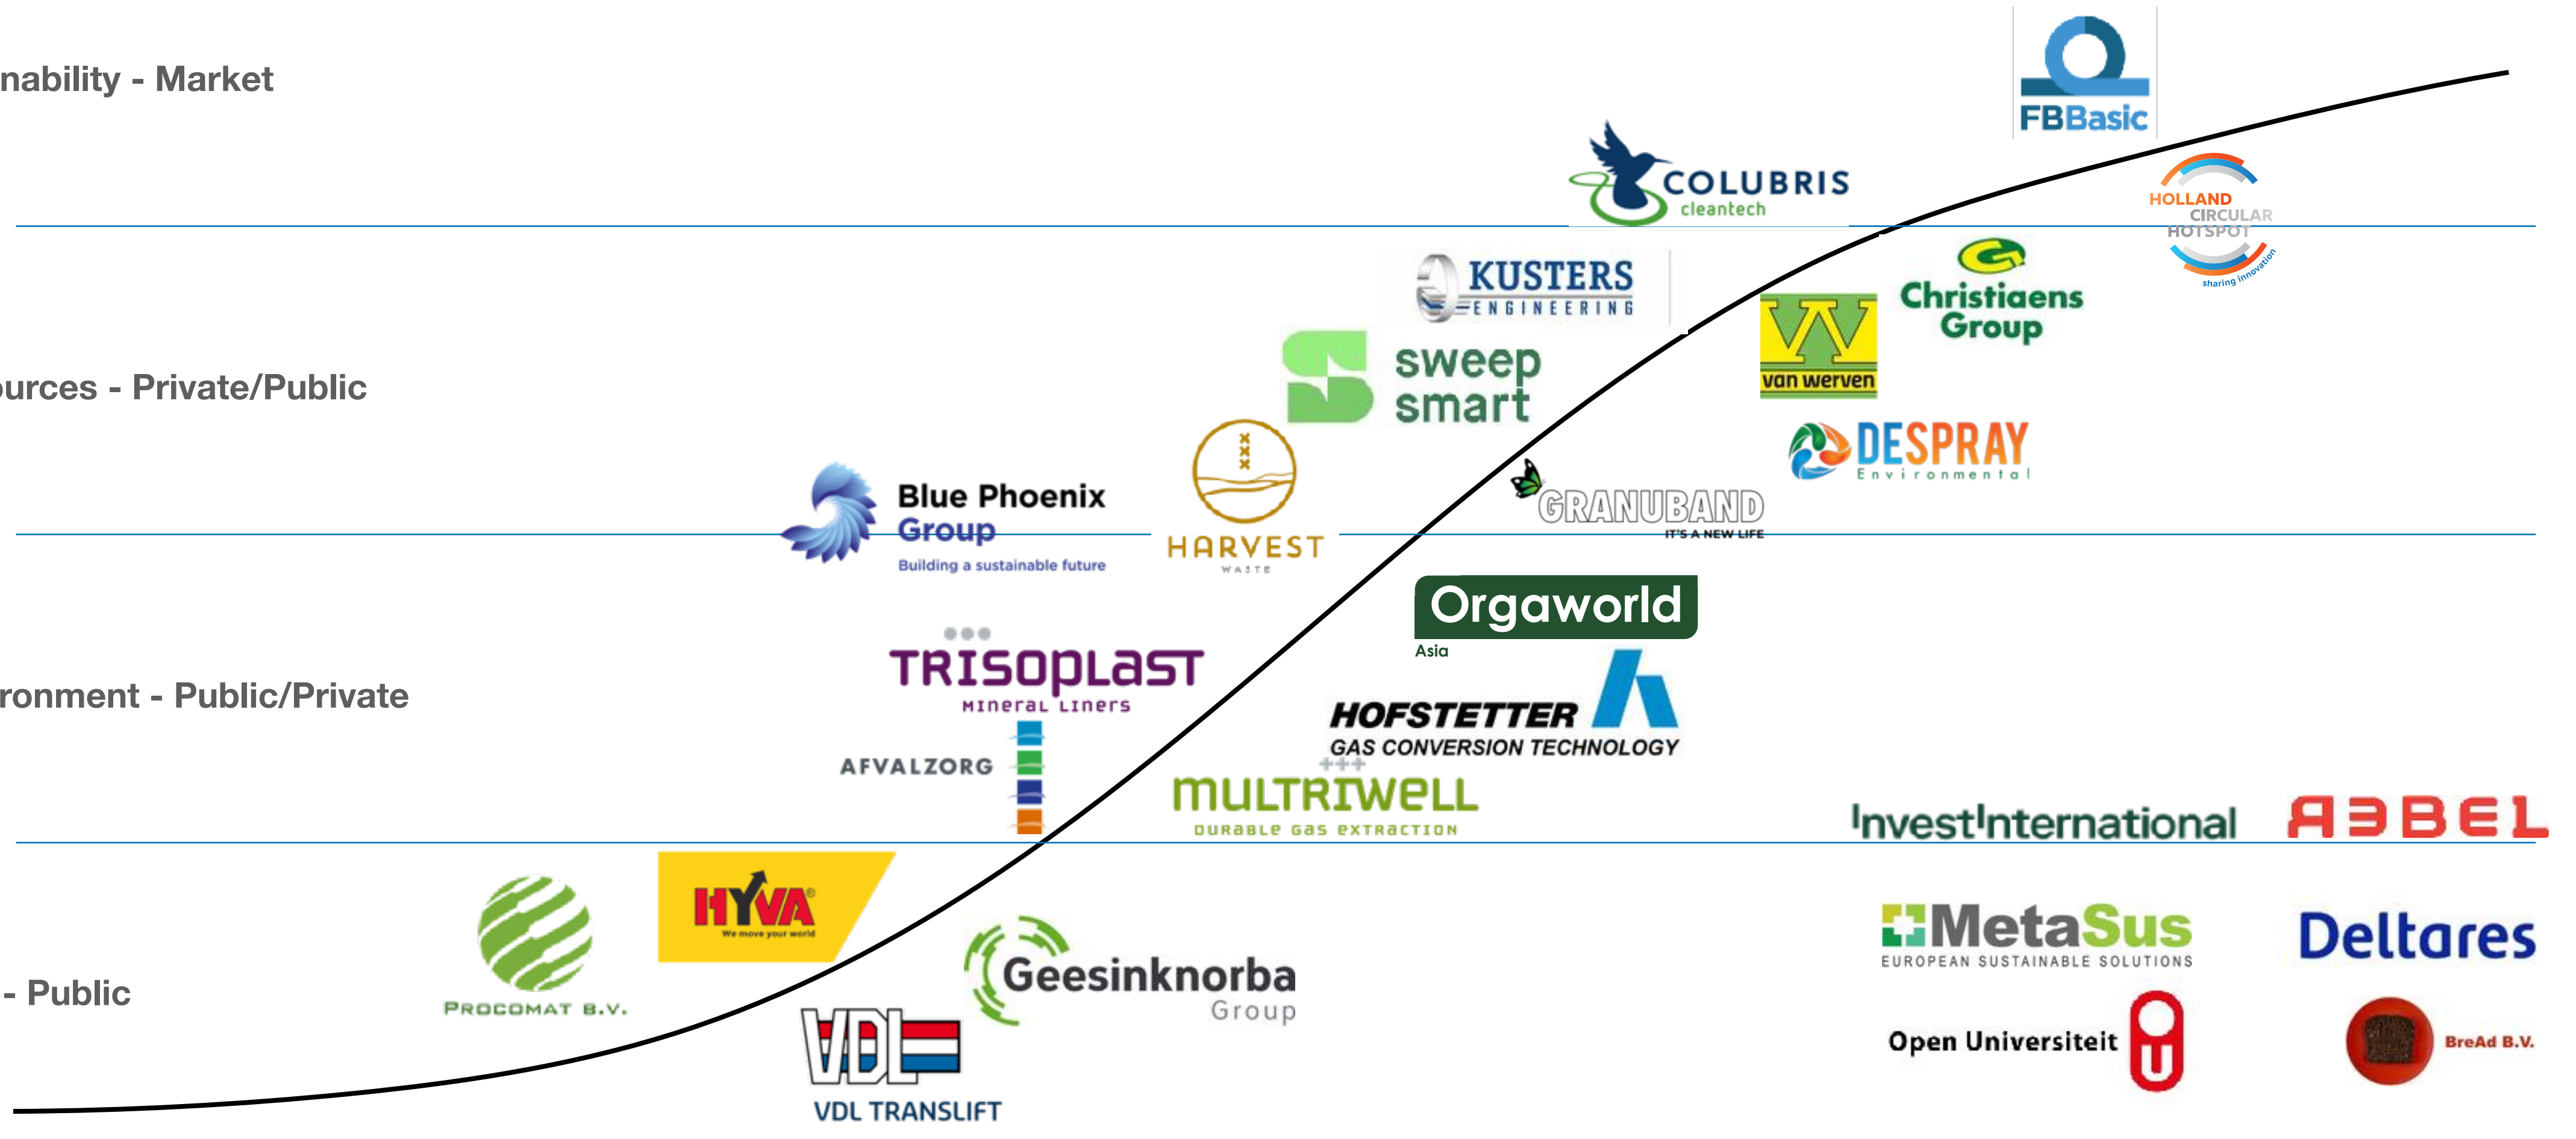 nability - Market
FBBasic
COLUBRIS
cleantech
HOLLAND
CIRCULAR
HOTSPOT
sharing innovation
KUSTERS
ENGINEERING
Christiaens
Group
van werven
ources - Private/Public
sweep
smart
DESPRAY
Environmental
Blue Phoenix
Group
Building a sustainable future
HARVEST
WASTE
GRANUBAND
IT'S A NEW LIFE
Orgaworld
Asia
TRISOPLAST
MINERAL LINERS
ronment - Public/Private
HOFSTETTER
GAS CONVERSION TECHNOLOGY
AFVALZORG
MULTRIWELL
DURABLE GAS EXTRACTION
InvestInternational
REBEL
HYVA®
We move your world
PROCOMAT B.V.
Geesinknorba
Group
MetaSus
EUROPEAN SUSTAINABLE SOLUTIONS
Deltares
- Public
VDL
VDL TRANSLIFT
Open Universiteit
BreAd B.V.